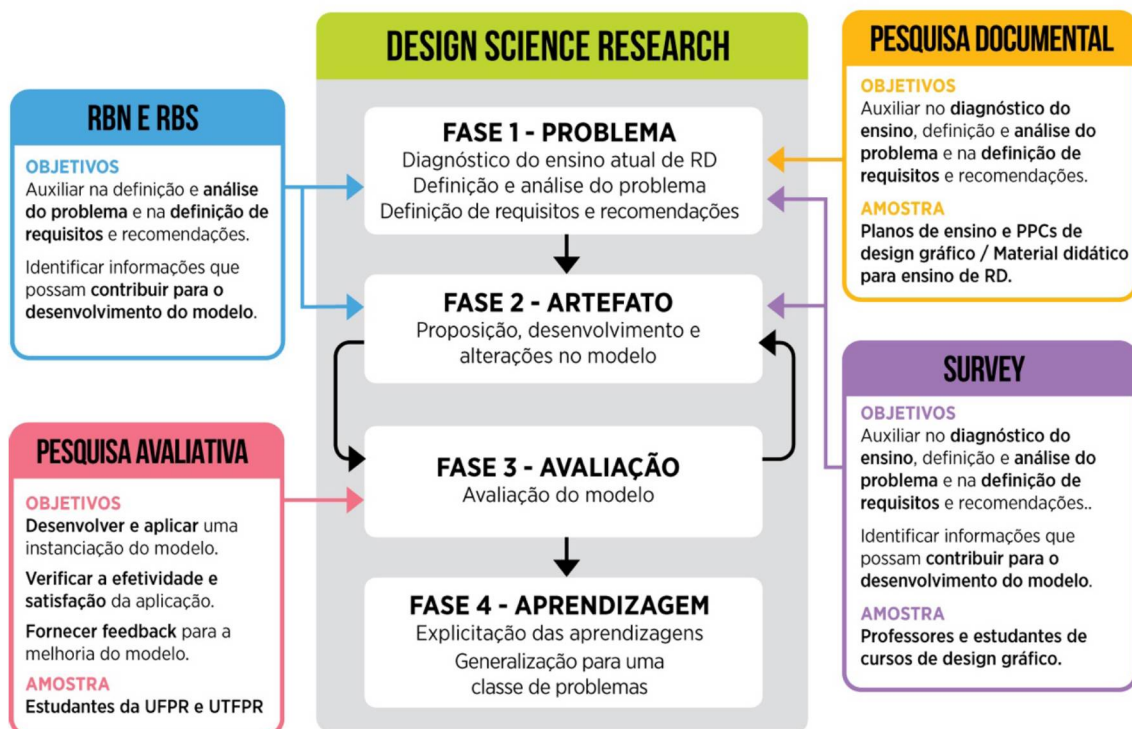 DESIGN SCIENCE RESEARCH
FASE 1 - PROBLEMA
Diagnóstico do ensino atual de RD
Definição e análise do problema
Definição de requisitos e recomendações
FASE 2 - ARTEFATO
Proposição, desenvolvimento e
alterações no modelo
FASE 3 - AVALIAÇÃO
Avaliação do modelo
FASE 4 - APRENDIZAGEM
Explicitação das aprendizagens
Generalização para uma
classe de problemas
RBN E RBS
OBJETIVOS
Auxiliar na definição e análise
do problema e na definição de
requisitos e recomendações.
Identificar informações que
possam contribuir para o
desenvolvimento do modelo.
PESQUISA AVALIATIVA
OBJETIVOS
Desenvolver e aplicar uma
instanciação do modelo.
Verificar a efetividade e
satisfação da aplicação.
Fornecer feedback para a
melhoria do modelo.
AMOSTRA
Estudantes da UFPR e UTFPR
PESQUISA DOCUMENTAL
OBJETIVOS
Auxiliar no diagnóstico do
ensino, definição e análise do
problema e na definição de
requisitos e recomendações.
AMOSTRA
Planos de ensino e PPCs de
design gráfico / Material didático
para ensino de RD.
SURVEY
OBJETIVOS
Auxiliar no diagnóstico do
ensino, definição e análise do
problema e na definição de
requisitos e recomendações..
Identificar informações que
possam contribuir para o
desenvolvimento do modelo.
AMOSTRA
Professores e estudantes de
cursos de design gráfico.